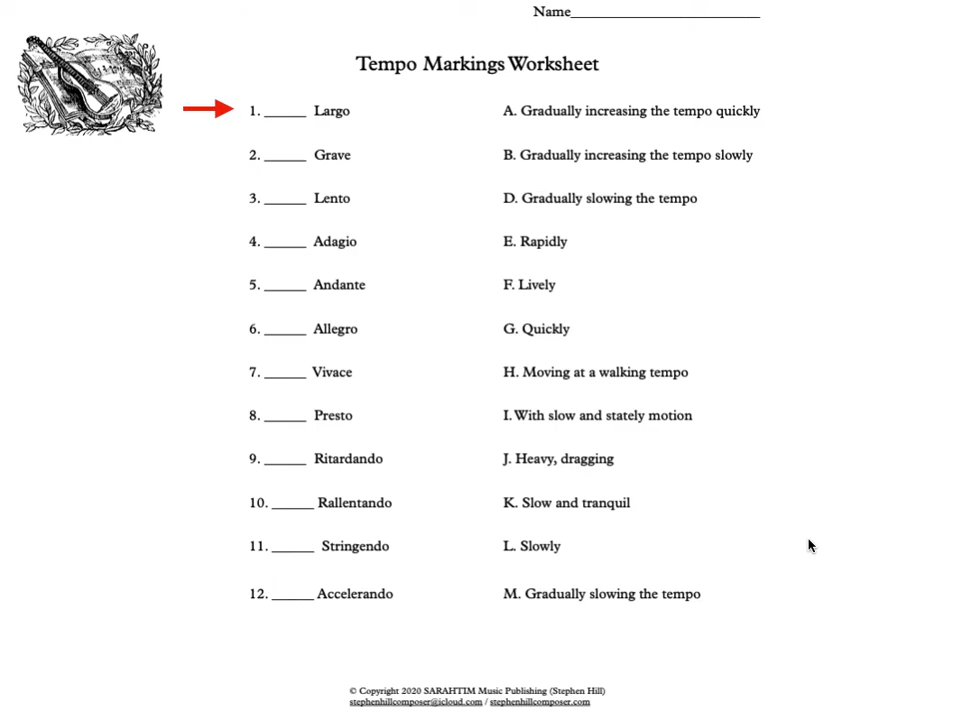 Name___________________________
Tempo Markings Worksheet
1. ______ Largo A. Gradually increasing the tempo quickly
2. ______ Grave B. Gradually increasing the tempo slowly
3. ______ Lento D. Gradually slowing the tempo
4. ______ Adagio E. Rapidly
5. ______ Andante F. Lively
6. ______ Allegro G. Quickly
7. ______ Vivace H. Moving at a walking tempo
8. ______ Presto I. With slow and stately motion
9. ______ Ritardando J. Heavy, dragging
10. ______ Rallentando K. Slow and tranquil
11. ______ Stringendo L. Slowly
12. ______ Accelerando M. Gradually slowing the tempo
© Copyright 2020 SARAHTIM Music Publishing (Stephen Hill)
stephenhillcomposer@icloud.com / stephenhillcomposer.com